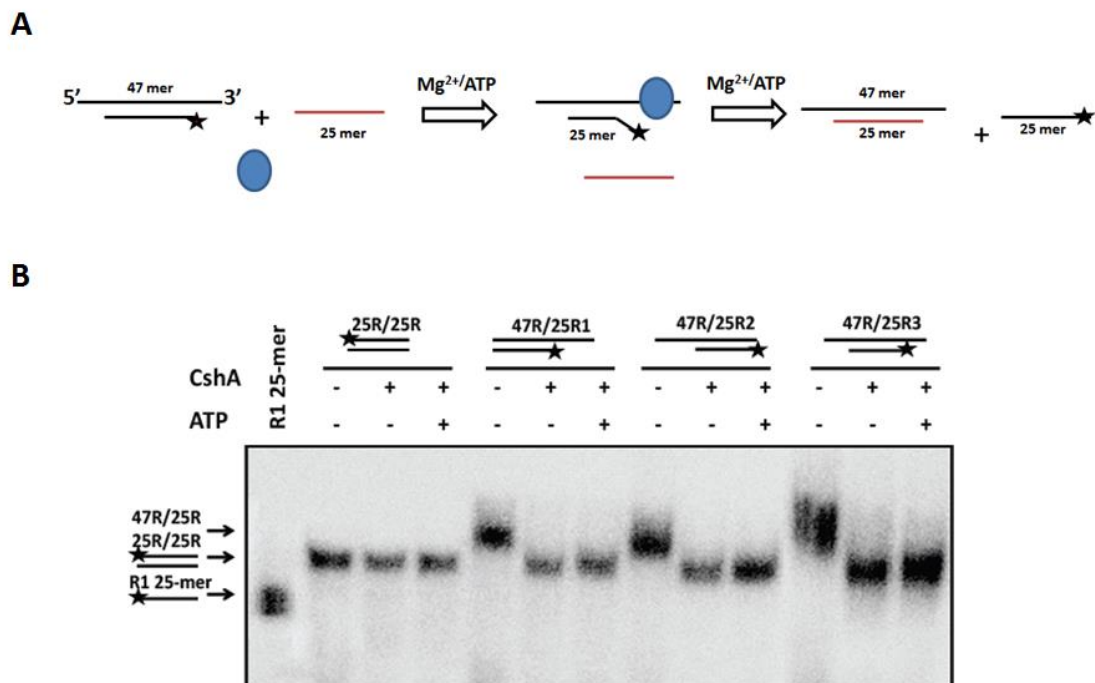 A
5' 47 mer 3'
+
25 mer
Mg2+/ATP
25 mer
Mg2+/ATP
47 mer
25 mer
+
25 mer
B
R1 25-mer
25R/25R 47R/25R1 47R/25R2 47R/25R3
CshA - + + - + + - + + - + +
ATP - - + - - + - - + - - +
47R/25R
25R/25R
R1 25-mer